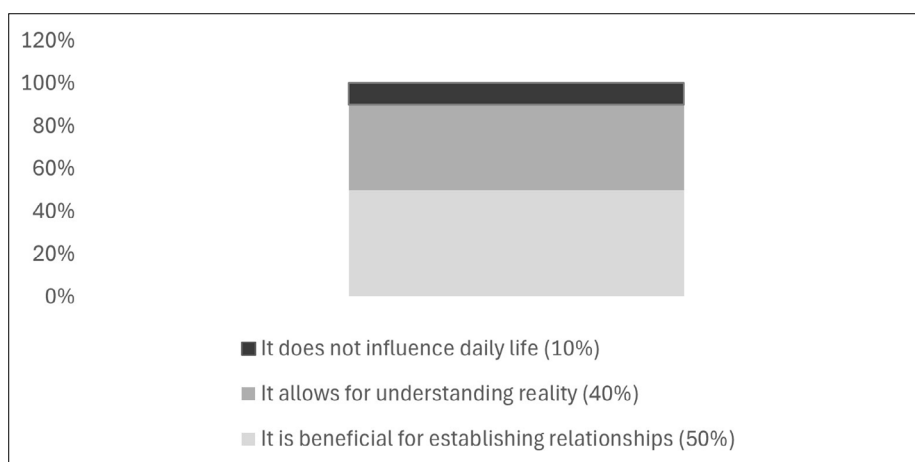 120%
100%
80%
60%
40%
20%
0%
It does not influence daily life (10%)
It allows for understanding reality (40%)
It is beneficial for establishing relationships (50%)